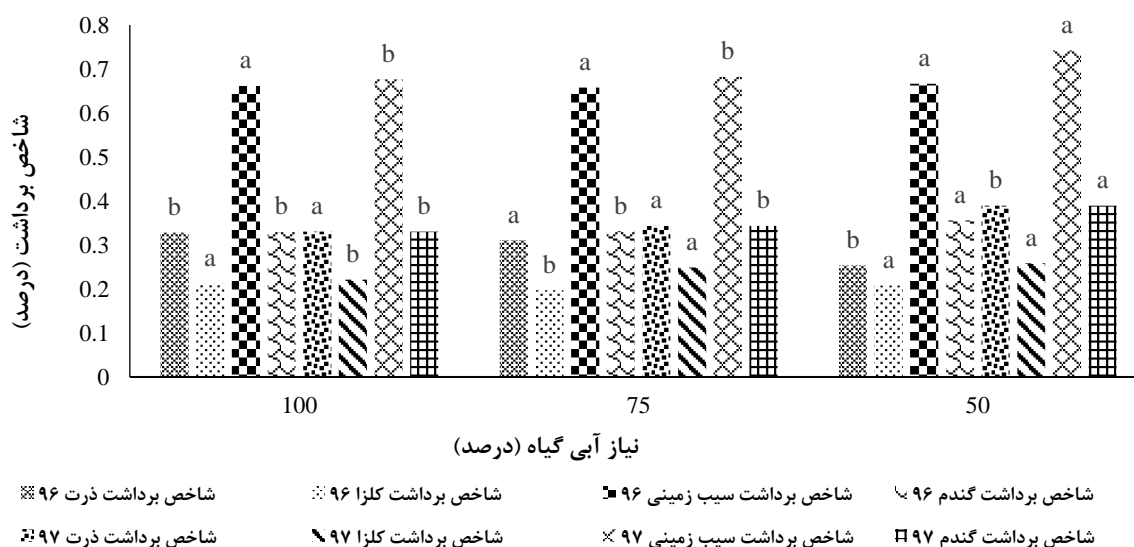 شاخص برداشت (درصد)
0.8
0.7
0.6
0.5
0.4
0.3
0.2
0.1
0
b a a b a b b b
a b a b a a b b
b a a a b a a a
100 75 50
نیاز آبی گیاه (درصد)
شاخص برداشت ذرت ۹۶ شاخص برداشت کلزا ۹۶ شاخص برداشت سیب زمینی ۹۶ شاخص برداشت گندم ۹۶
شاخص برداشت ذرت ۹۷ شاخص برداشت کلزا ۹۷ شاخص برداشت سیب زمینی ۹۷ شاخص برداشت گندم ۹۷